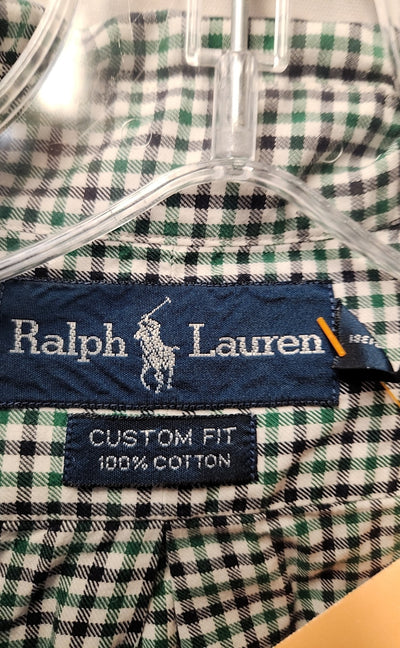 Ralph Lauren
CUSTOM FIT
100% COTTON